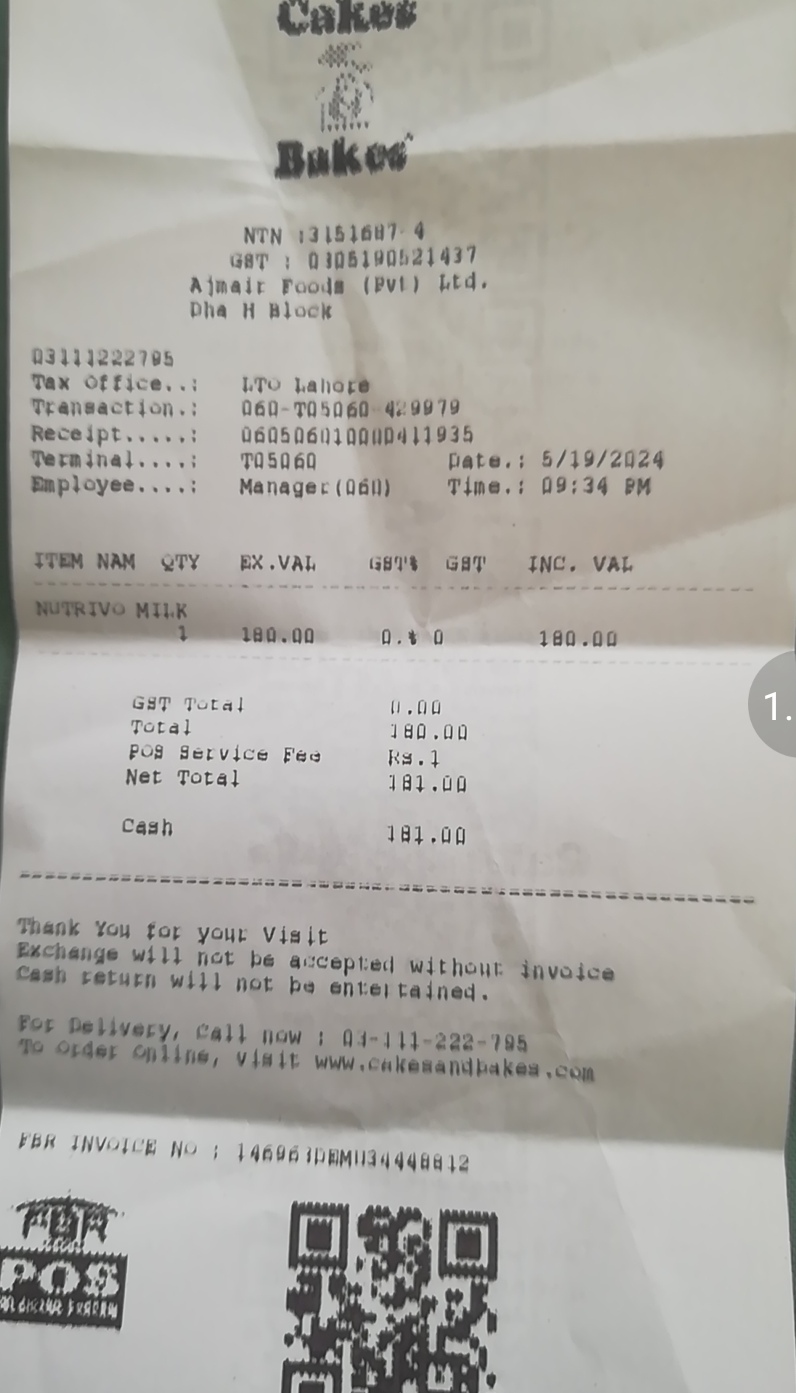 Cakes
Bakes
NTN :3151687-4
GST : 0305190521437
Ajmair Foods (Pvt) Ltd.
Dha H Block
03111222795
Tax Office..: LTO Lahore
Transaction.: 060-T05060-429979
Receipt.....: 0605060100000411935
Terminal....: T05060 Date.: 5/19/2024
Employee....: Manager(060) Time.: 09:34 PM
ITEM NAM QTY EX.VAL GST% GST INC. VAL
NUTRIVO MILK
1 180.00 0.% 0 180.00
GST Total 0.00
Total 180.00
POS Service Fee Rs.1
Net Total 181.00
Cash 181.00
Thank You for your Visit
Exchange will not be accepted without invoice
Cash return will not be entertained.
For Delivery, Call now : 03-111-222-795
To Order Online, visit www.cakesandbakes.com
FBR INVOICE NO :
FBR
POS
1.